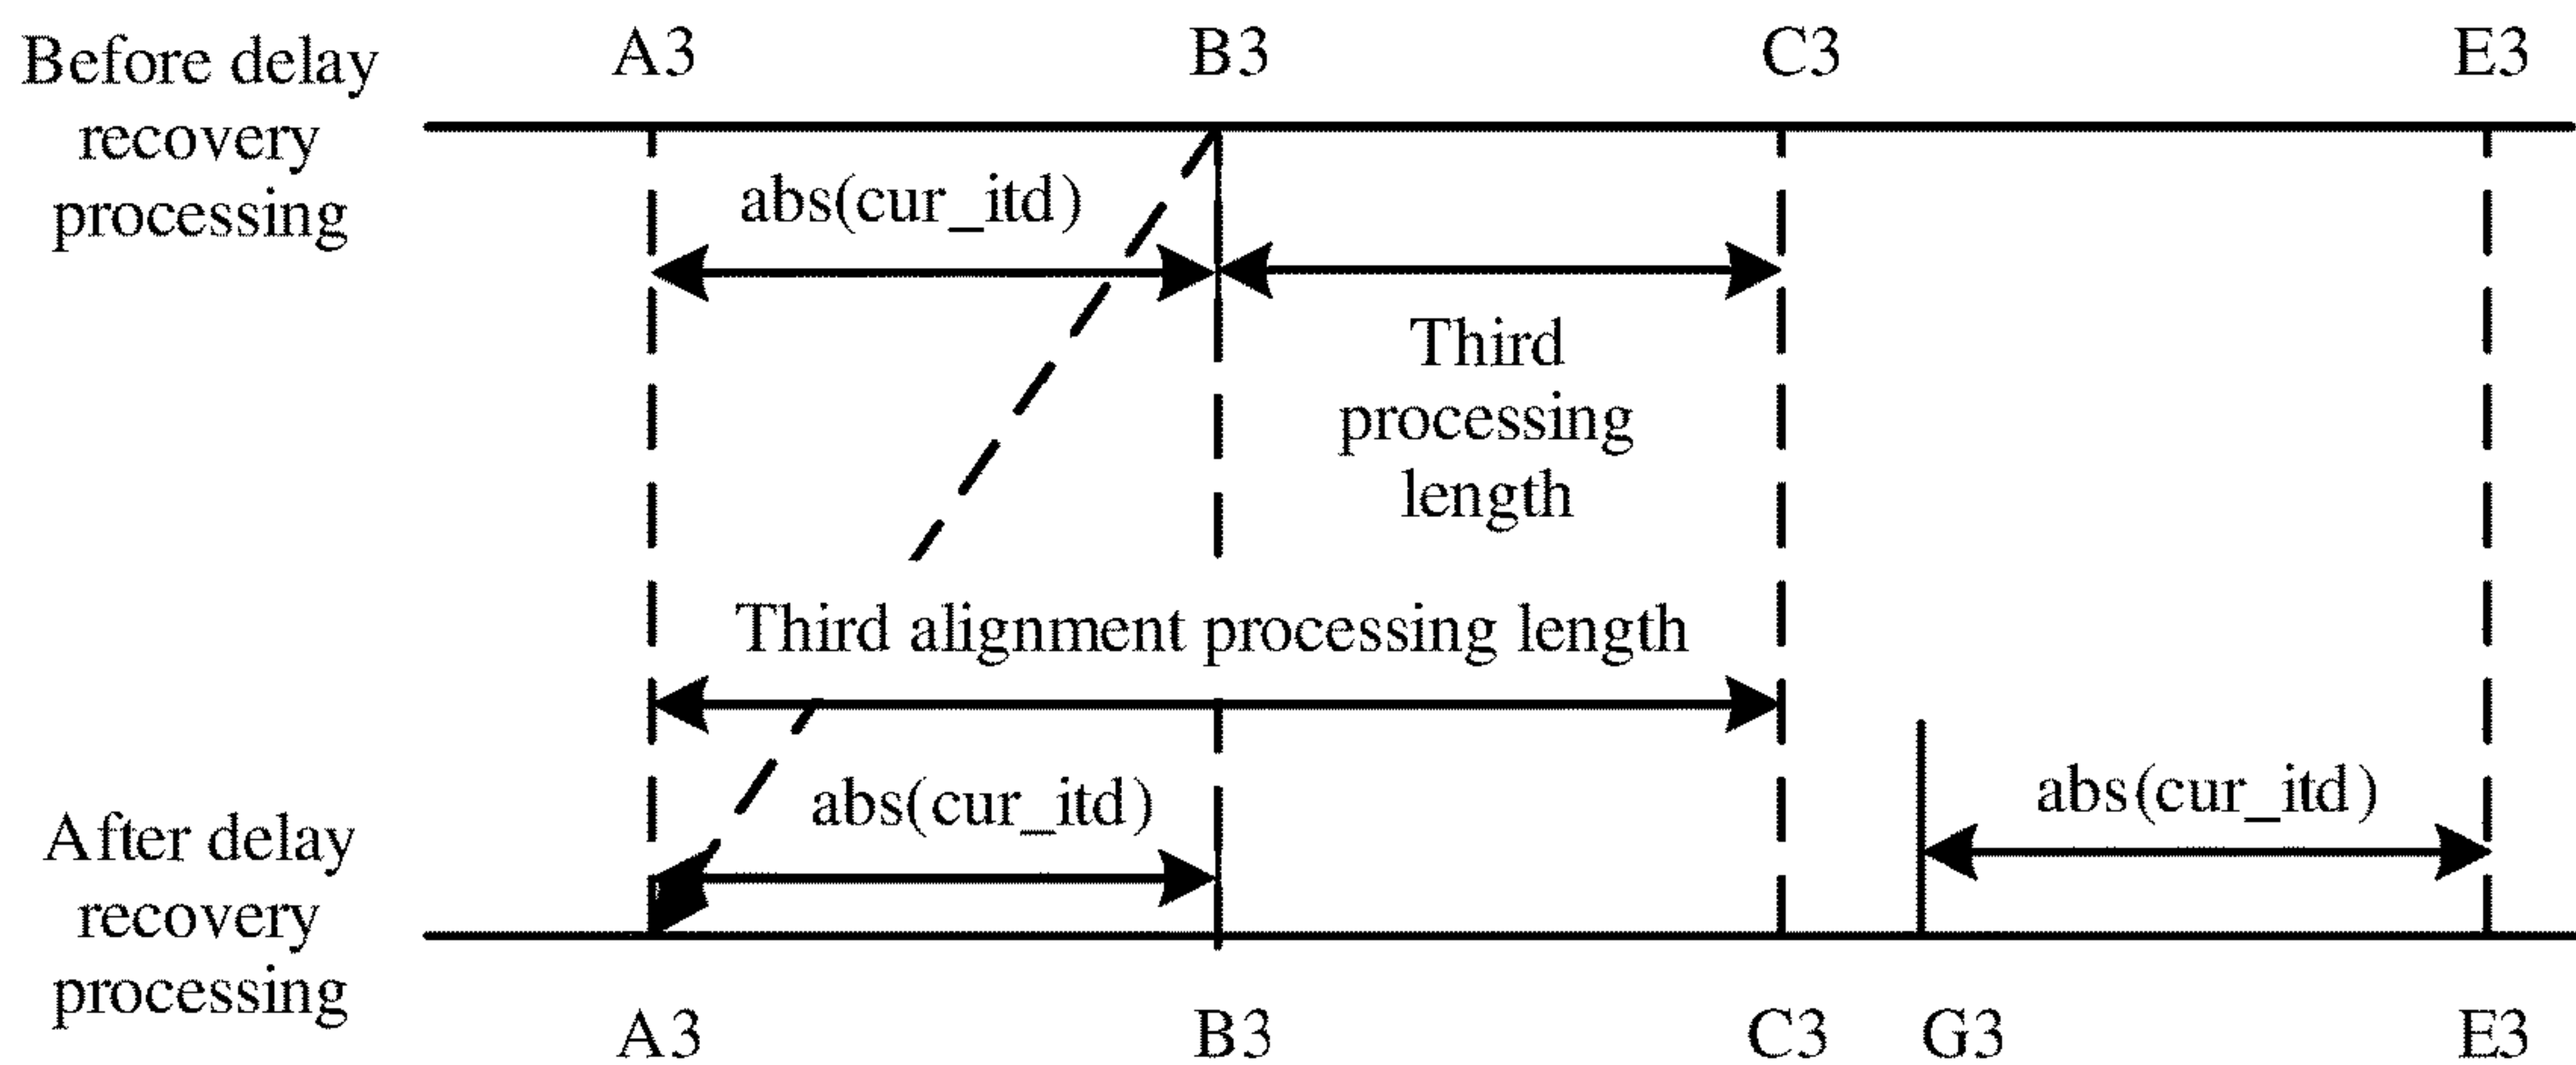 Before delay
recovery
processing
A3
B3
C3
E3
abs(cur_itd)
Third
processing
length
Third alignment processing length
abs(cur_itd)
abs(cur_itd)
After delay
recovery
processing
A3
B3
C3
G3
E3